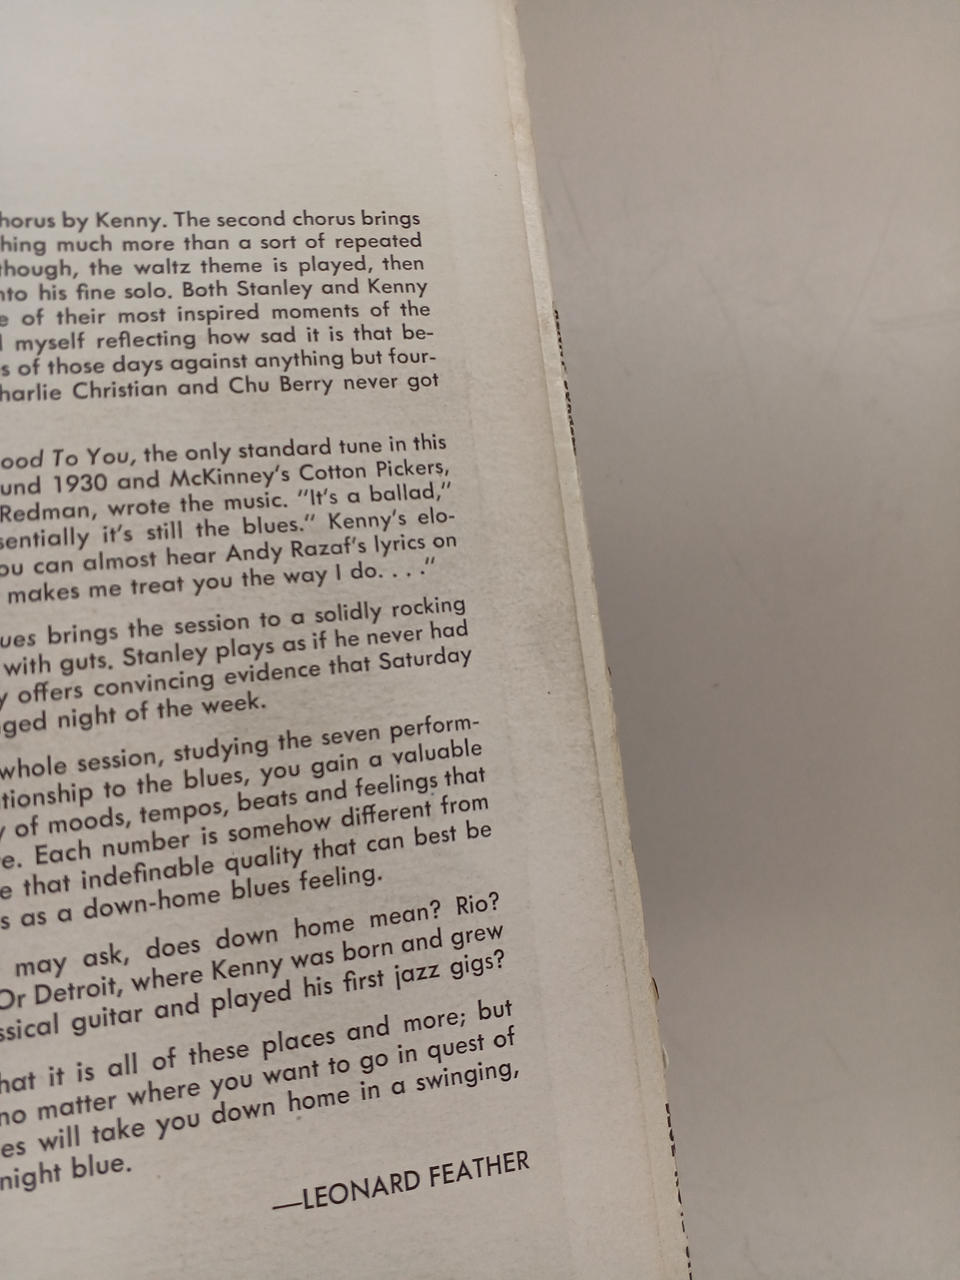 horus by Kenny. The second chorus brings
hing much more than a sort of repeated
though, the waltz theme is played, then
nto his fine solo. Both Stanley and Kenny
e of their most inspired moments of the
myself reflecting how sad it is that be-
s of those days against anything but four-
harlie Christian and Chu Berry never got
ood To You, the only standard tune in this
und 1930 and McKinney's Cotton Pickers,
Redman, wrote the music. "It's a ballad,"
sentially it's still the blues." Kenny's elo-
ou can almost hear Andy Razaf's lyrics on
makes me treat you the way I do. . . ."
ues brings the session to a solidly rocking
with guts. Stanley plays as if he never had
y offers convincing evidence that Saturday
ged night of the week.
whole session, studying the seven perform-
tionship to the blues, you gain a valuable
y of moods, tempos, beats and feelings that
e. Each number is somehow different from
e that indefinable quality that can best be
s as a down-home blues feeling.
may ask, does down home mean? Rio?
Or Detroit, where Kenny was born and grew
ssical guitar and played his first jazz gigs?
hat it is all of these places and more; but
no matter where you want to go in quest of
es will take you down home in a swinging,
night blue.
—LEONARD FEATHER